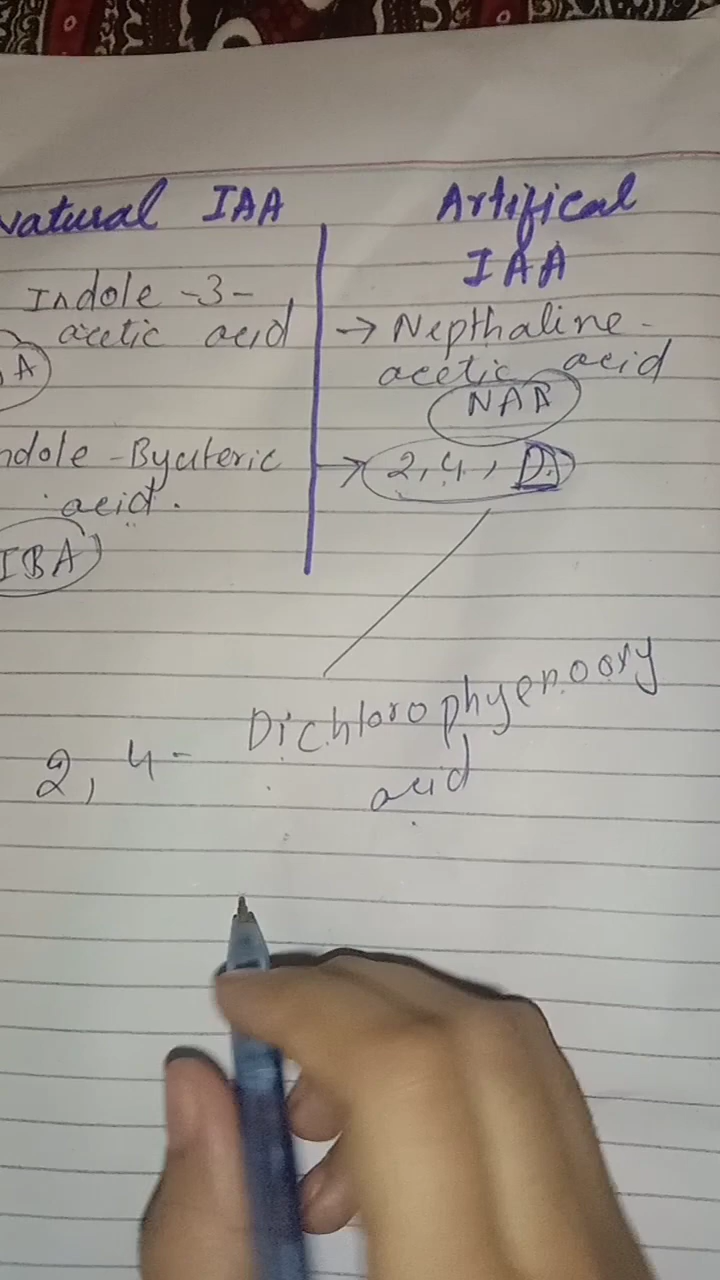 Natural IAA
Indole -3-
acetic acid
A
ndole - Byuteric
acid.
IBA
Artifical
IAA
→ Nepthaline -
acetic acid
NAA
→ 2,4, D
2, 4 - Dichlorophyenoory
acid